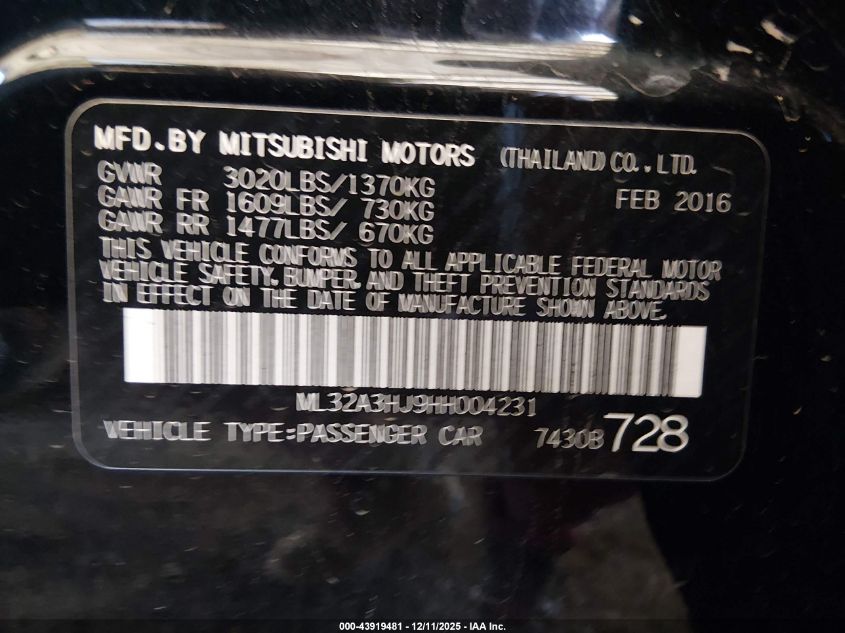 MFD.BY MITSUBISHI MOTORS (THAILAND)CO.,LTD.
GVWR 3020LBS/1370KG FEB 2016
GAWR FR 1609LBS/ 730KG
GAWR RR 1477LBS/ 670KG
THIS VEHICLE CONFORMS TO ALL APPLICABLE FEDERAL MOTOR
VEHICLE SAFETY, BUMPER, AND THEFT PREVENTION STANDARDS
IN EFFECT ON THE DATE OF MANUFACTURE SHOWN ABOVE.
ML32A3HJ9HH004231
VEHICLE TYPE:PASSENGER CAR 7430B 728
000-43919481 - 12/11/2025 - IAA Inc.